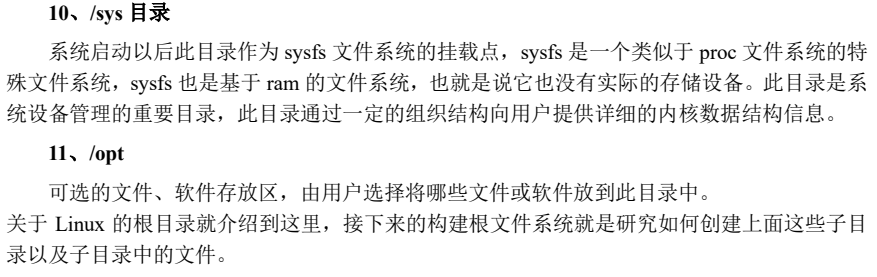 10、/sys 目录
系统启动以后此目录作为 sysfs 文件系统的挂载点，sysfs 是一个类似于 proc 文件系统的特
殊文件系统，sysfs 也是基于 ram 的文件系统，也就是说它也没有实际的存储设备。此目录是系
统设备管理的重要目录，此目录通过一定的组织结构向用户提供详细的内核数据结构信息。
11、/opt
可选的文件、软件存放区，由用户选择将哪些文件或软件放到此目录中。
关于 Linux 的根目录就介绍到这里，接下来的构建根文件系统就是研究如何创建上面这些子目
录以及子目录中的文件。